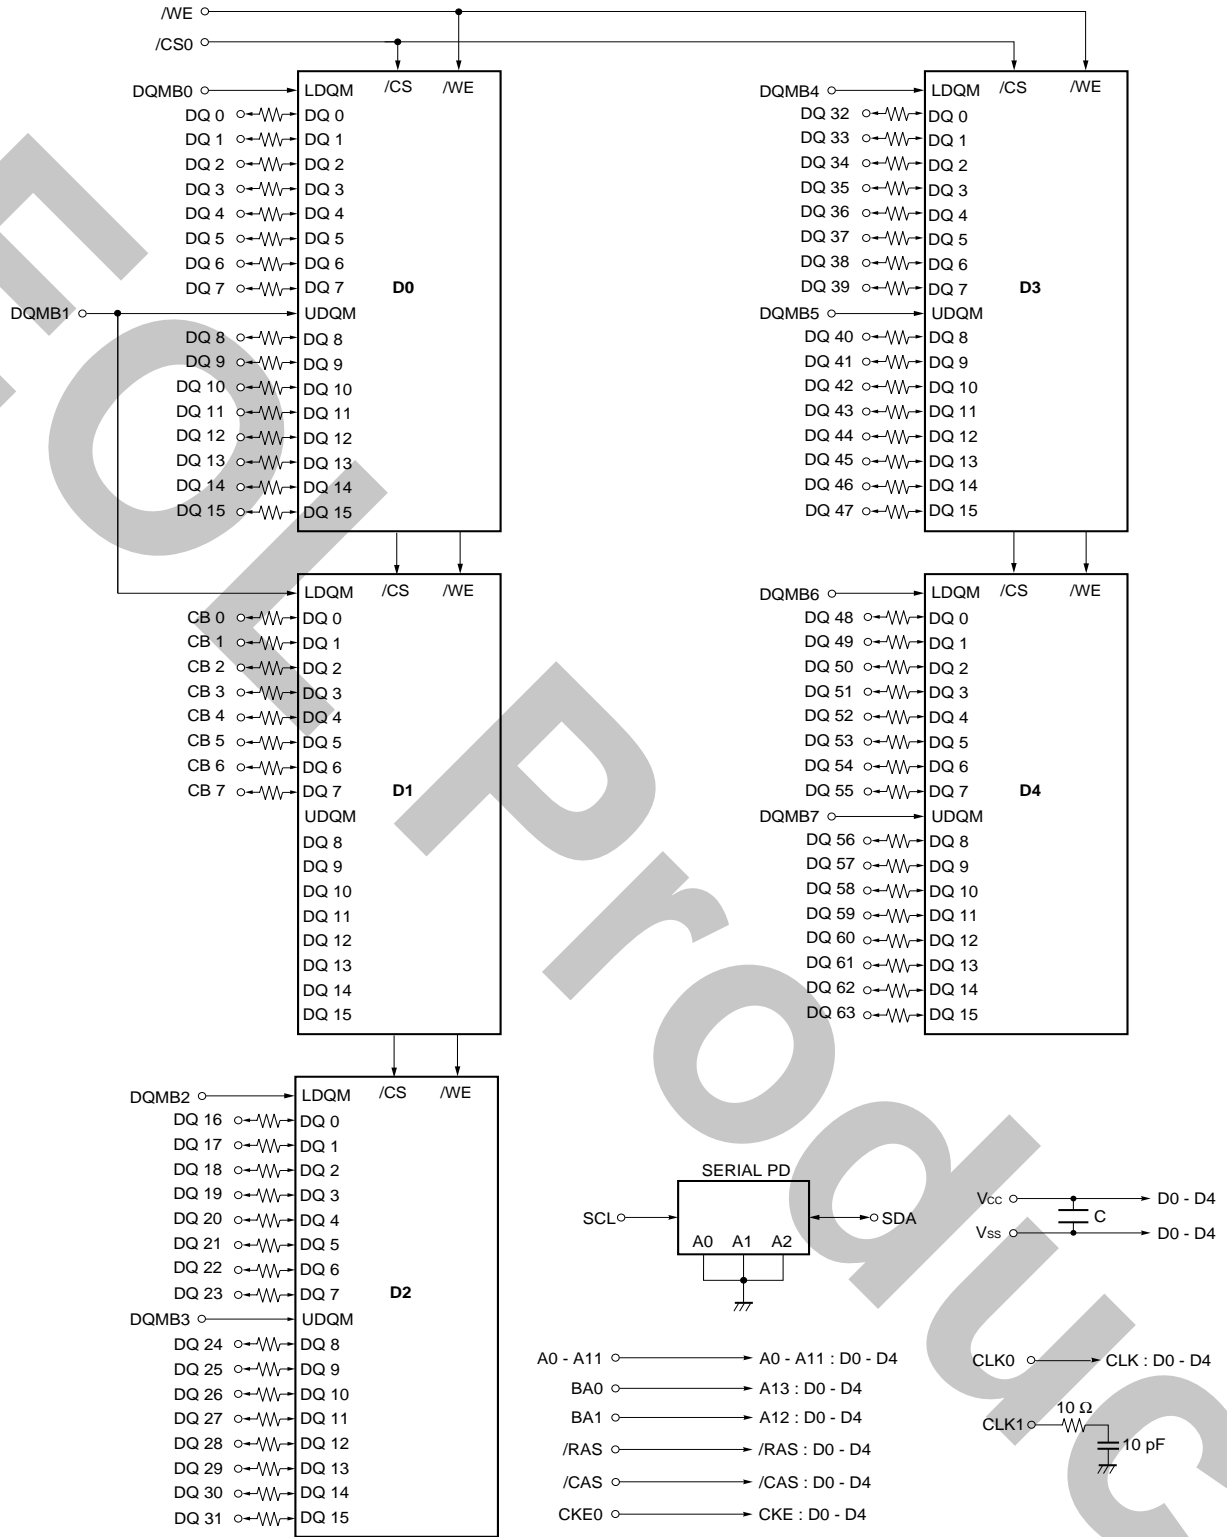 /WE
/CS0
DQMB0 LDQM /CS /WE
DQ 0 DQ 0
DQ 1 DQ 1
DQ 2 DQ 2
DQ 3 DQ 3
DQ 4 DQ 4
DQ 5 DQ 5
DQ 6 DQ 6
DQ 7 DQ 7
D0
DQMB1 UDQM
DQ 8 DQ 8
DQ 9 DQ 9
DQ 10 DQ 10
DQ 11 DQ 11
DQ 12 DQ 12
DQ 13 DQ 13
DQ 14 DQ 14
DQ 15 DQ 15
LDQM /CS /WE
CB 0 DQ 0
CB 1 DQ 1
CB 2 DQ 2
CB 3 DQ 3
CB 4 DQ 4
CB 5 DQ 5
CB 6 DQ 6
CB 7 DQ 7
D1
UDQM
DQ 8
DQ 9
DQ 10
DQ 11
DQ 12
DQ 13
DQ 14
DQ 15
DQMB2 LDQM /CS /WE
DQ 16 DQ 0
DQ 17 DQ 1
DQ 18 DQ 2
DQ 19 DQ 3
DQ 20 DQ 4
DQ 21 DQ 5
DQ 22 DQ 6
DQ 23 DQ 7
D2
DQMB3 UDQM
DQ 24 DQ 8
DQ 25 DQ 9
DQ 26 DQ 10
DQ 27 DQ 11
DQ 28 DQ 12
DQ 29 DQ 13
DQ 30 DQ 14
DQ 31 DQ 15
DQMB4 LDQM /CS /WE
DQ 32 DQ 0
DQ 33 DQ 1
DQ 34 DQ 2
DQ 35 DQ 3
DQ 36 DQ 4
DQ 37 DQ 5
DQ 38 DQ 6
DQ 39 DQ 7
D3
DQMB5 UDQM
DQ 40 DQ 8
DQ 41 DQ 9
DQ 42 DQ 10
DQ 43 DQ 11
DQ 44 DQ 12
DQ 45 DQ 13
DQ 46 DQ 14
DQ 47 DQ 15
DQMB6 LDQM /CS /WE
DQ 48 DQ 0
DQ 49 DQ 1
DQ 50 DQ 2
DQ 51 DQ 3
DQ 52 DQ 4
DQ 53 DQ 5
DQ 54 DQ 6
DQ 55 DQ 7
D4
DQMB7 UDQM
DQ 56 DQ 8
DQ 57 DQ 9
DQ 58 DQ 10
DQ 59 DQ 11
DQ 60 DQ 12
DQ 61 DQ 13
DQ 62 DQ 14
DQ 63 DQ 15
SERIAL PD
SCL SDA
A0 A1 A2
Vcc D0 - D4
C
Vss D0 - D4
A0 - A11 A0 - A11 : D0 - D4
BA0 A13 : D0 - D4
BA1 A12 : D0 - D4
/RAS /RAS : D0 - D4
/CAS /CAS : D0 - D4
CKE0 CKE : D0 - D4
CLK0 CLK : D0 - D4
10 Ω
CLK1
10 pF
EOL Produc